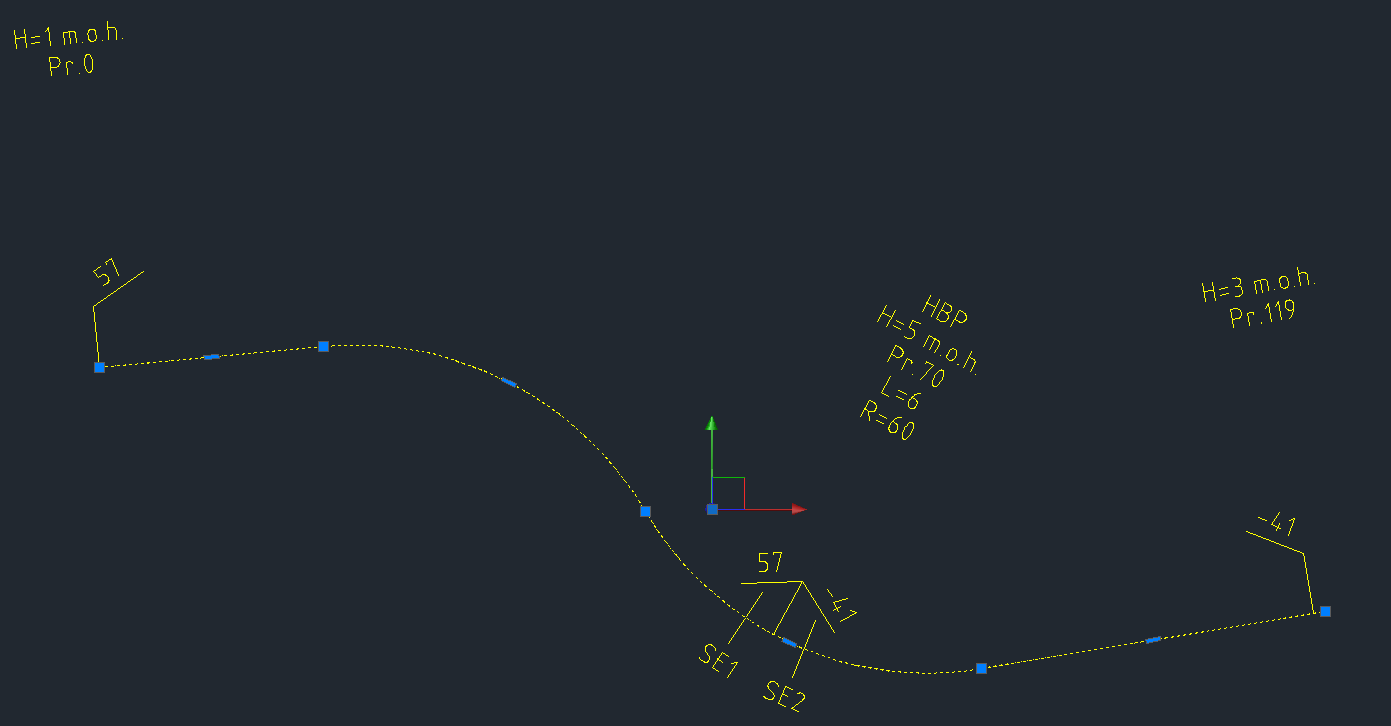 H=1 m.o.h.
Pr.0
57
HBP
H=5 m.o.h.
Pr.70
L=6
R=60
H=3 m.o.h.
Pr.119
-41
57
-41
SE1
SE2